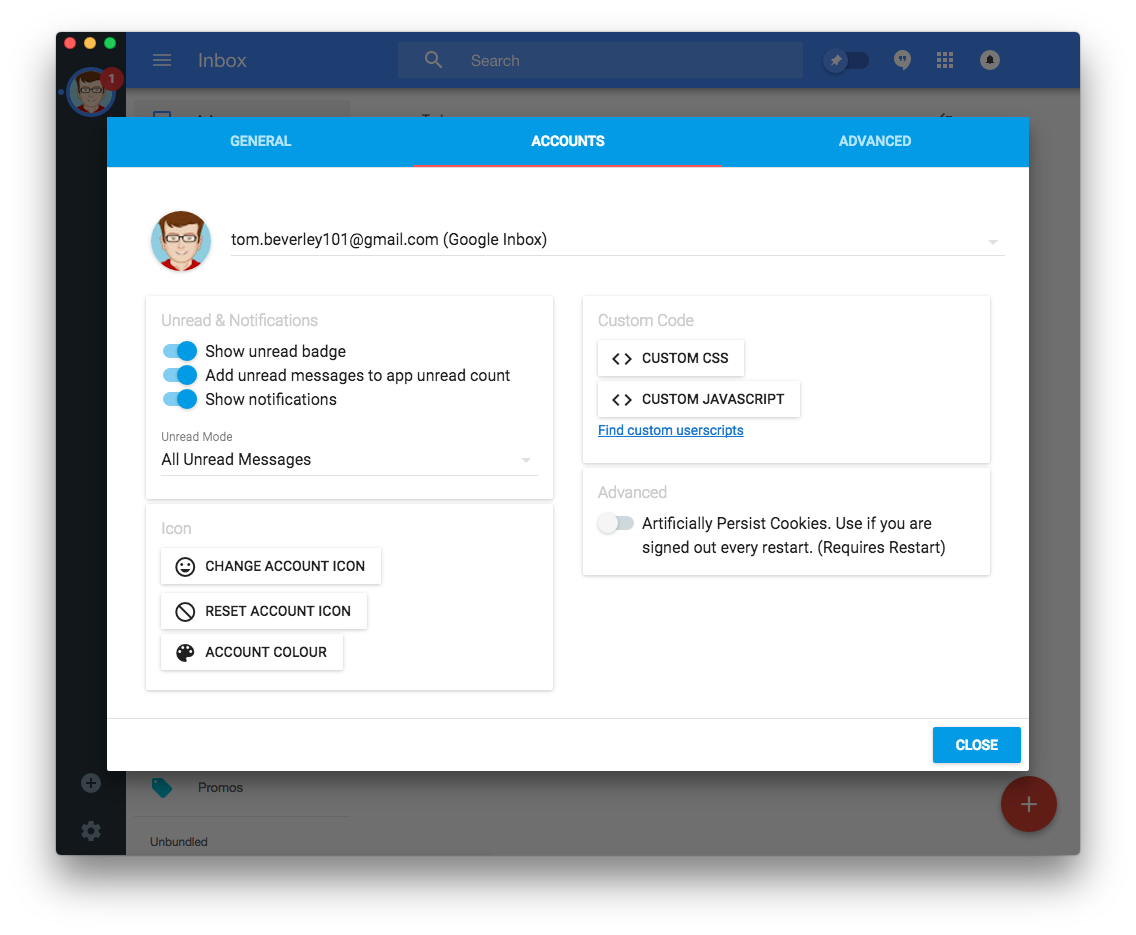 Inbox
Search
1
GENERAL
ACCOUNTS
ADVANCED
tom.beverley101@gmail.com (Google Inbox)
Unread & Notifications
Show unread badge
Add unread messages to app unread count
Show notifications
Unread Mode
All Unread Messages
Icon
CHANGE ACCOUNT ICON
RESET ACCOUNT ICON
ACCOUNT COLOUR
Custom Code
CUSTOM CSS
CUSTOM JAVASCRIPT
Find custom userscripts
Advanced
Artificially Persist Cookies. Use if you are
signed out every restart. (Requires Restart)
CLOSE
Promos
Unbundled